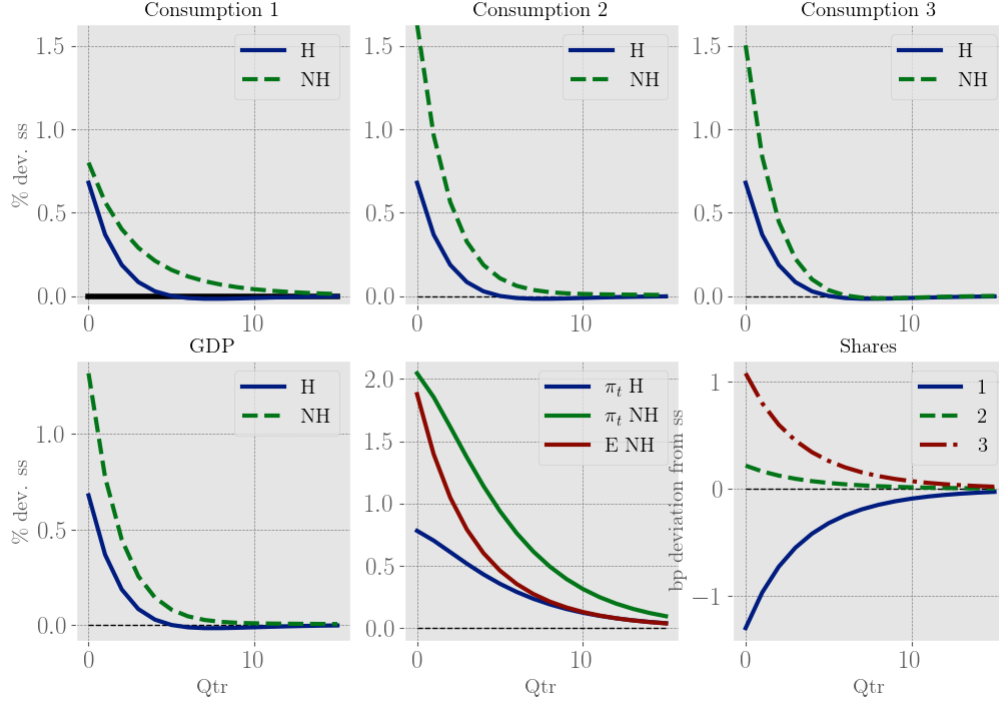 Consumption 1
Consumption 2
Consumption 3
1.5
1.0
0.5
0.0
0
10
% dev. ss
H
NH
1.5
1.0
0.5
0.0
0
10
H
NH
1.5
1.0
0.5
0.0
0
10
H
NH
GDP
Shares
1.0
0.5
0.0
0
10
% dev. ss
Qtr
H
NH
2.0
1.5
1.0
0.5
0.0
0
10
Qtr
π_t H
π_t NH
E NH
bp deviation from ss
1
0
−1
0
10
Qtr
1
2
3